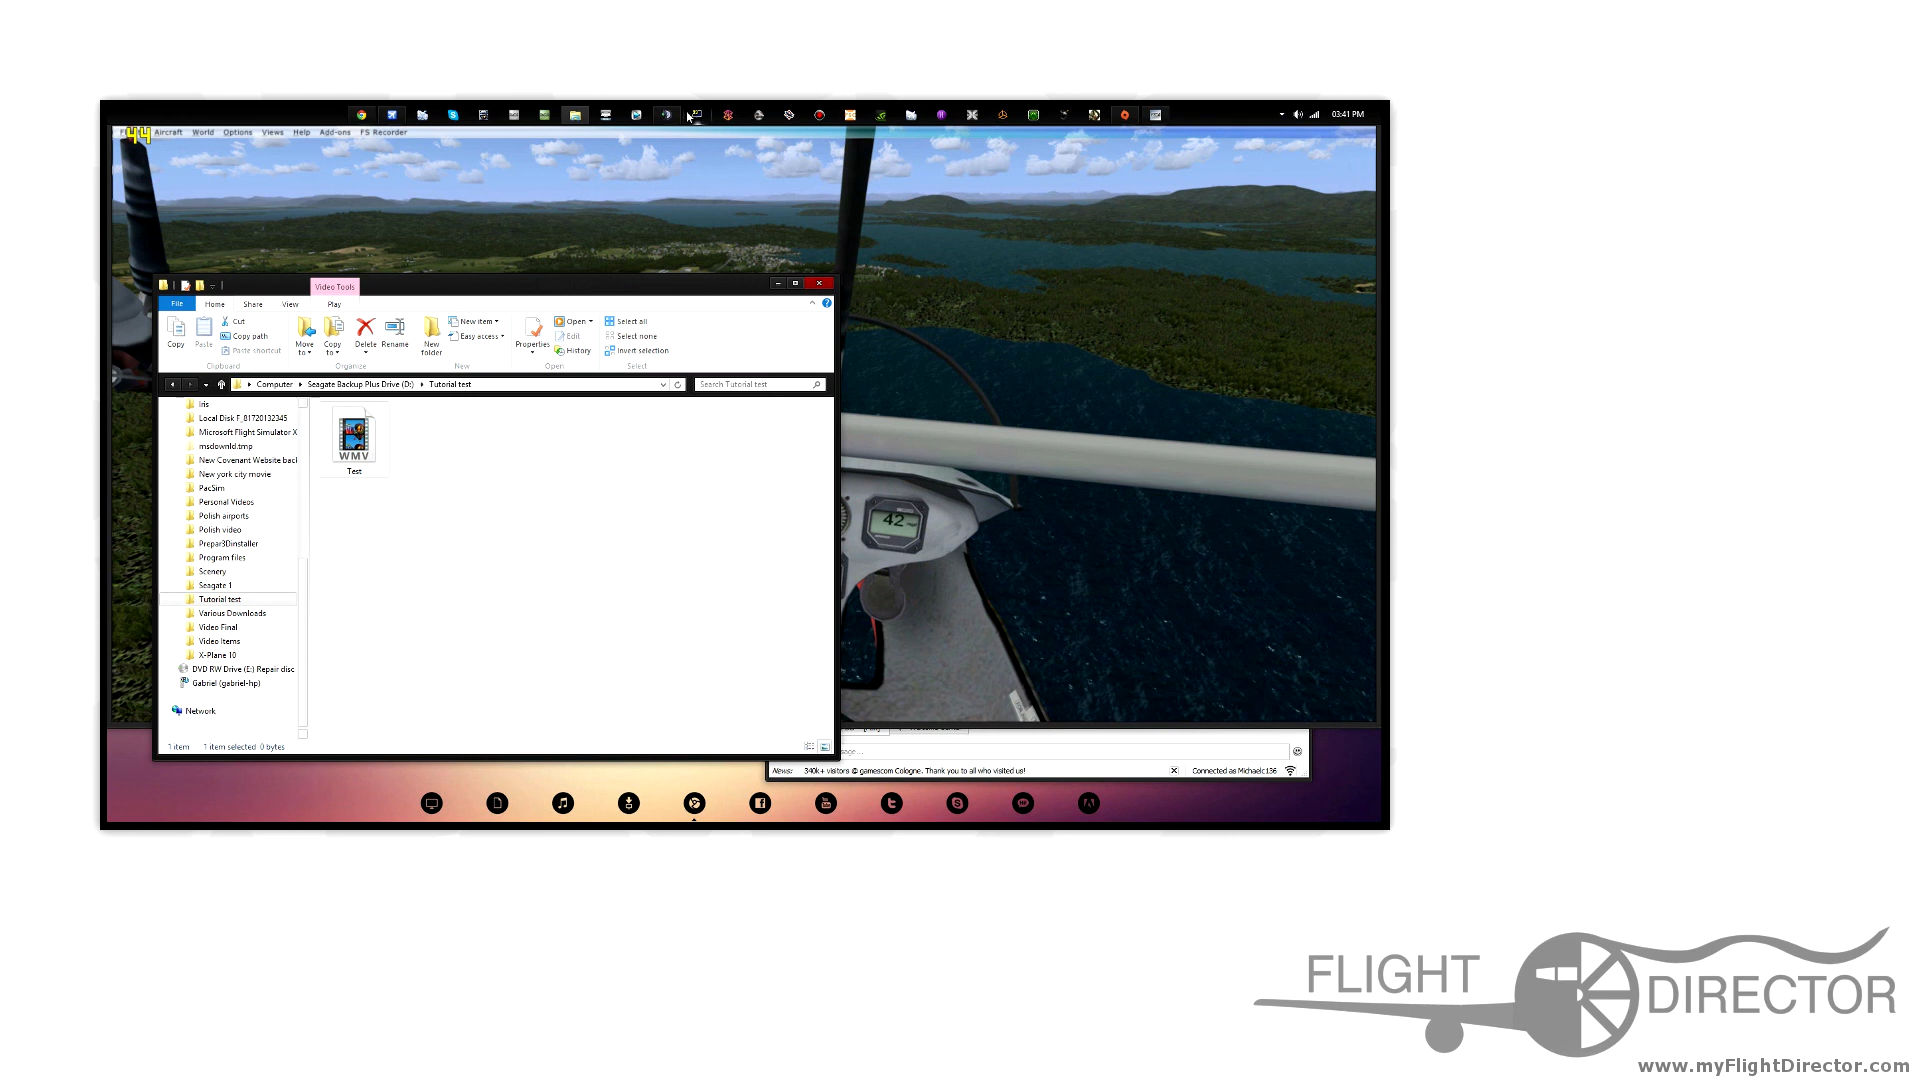 03:41 PM
44 Aircraft World Options Views Help Add-ons FS Recorder
Video Tools
File Home Share View Play
Copy
Paste
Cut
Copy path
Paste shortcut
Clipboard
Move to
Copy to
Delete
Rename
Organize
New folder
New item
Easy access
New
Properties
Open
Edit
History
Open
Select all
Select none
Invert selection
Select
Computer Seagate Backup Plus Drive (D:) Tutorial test
Search Tutorial test
Iris
Local Disk F_81720132345
Microsoft Flight Simulator X
msdownld.tmp
New Covenant Website back
New york city movie
PacSim
Personal Videos
Polish airports
Polish video
Prepar3Dinstaller
Program files
Scenery
Seagate 1
Tutorial test
Various Downloads
Video Final
Video Items
X-Plane 10
DVD RW Drive (E:) Repair disc
Gabriel (gabriel-hp)
Network
WMV
Test
1 item 1 item selected 0 bytes
42
News: 340k+ visitors @ gamescom Cologne. Thank you to all who visited us!
Connected as Michaelc136
FLIGHT
DIRECTOR
www.myFlightDirector.com